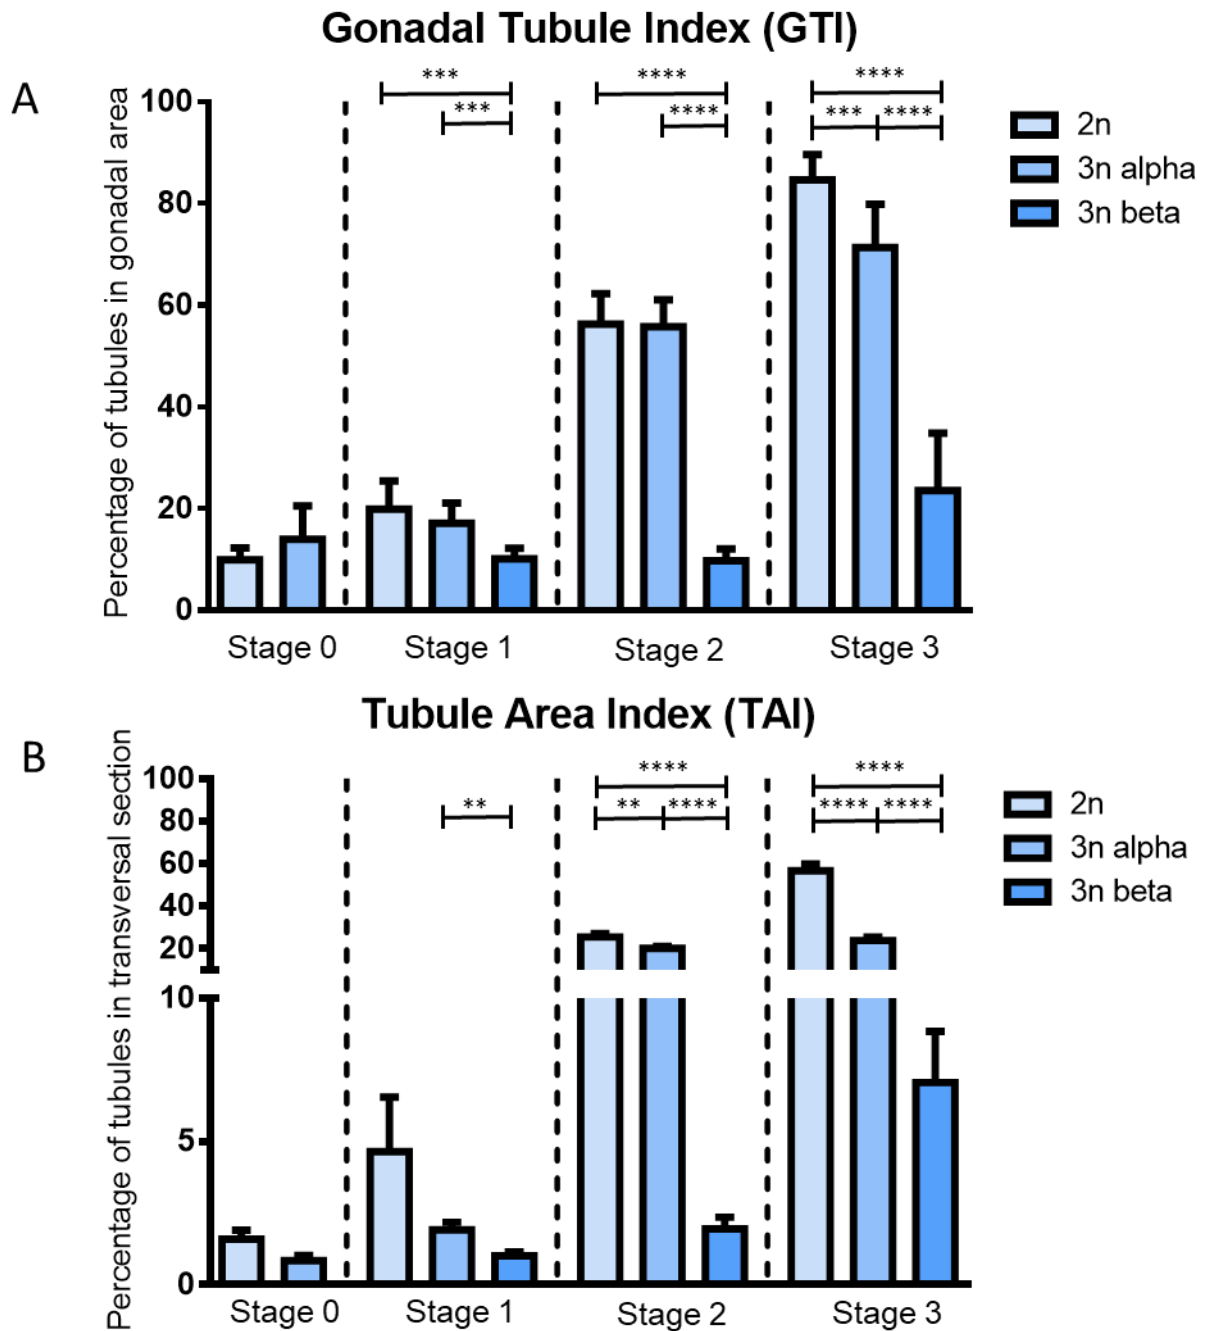 Gonadal Tubule Index (GTI)
A
Percentage of tubules in gonadal area
100
80
60
40
20
0
*** 
***
****
****
****
*** ****
2n
3n alpha
3n beta
Stage 0 Stage 1 Stage 2 Stage 3
Tubule Area Index (TAI)
B
Percentage of tubules in transversal section
100
80
60
40
20
10
5
0
**
****
** ****
****
**** ****
2n
3n alpha
3n beta
Stage 0 Stage 1 Stage 2 Stage 3